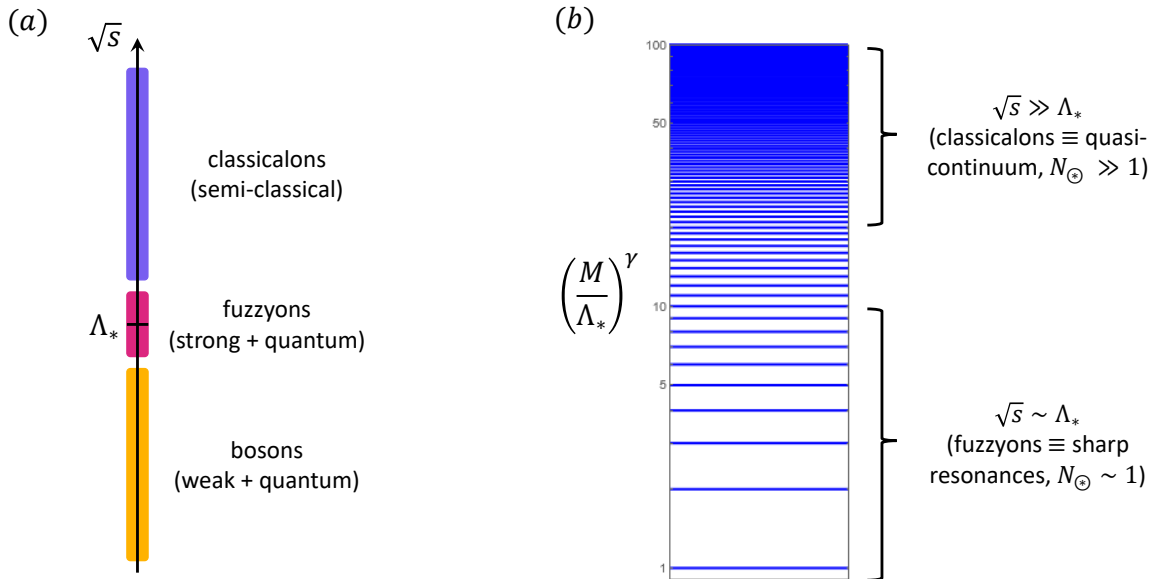 (a)
√s
classicalons
(semi-classical)
fuzzyons
Λ*
(strong + quantum)
bosons
(weak + quantum)
(b)
100
50
10
5
1
(M/Λ*)^γ
√s ≫ Λ*
(classicalons ≡ quasi-
continuum, N⊛ ≫ 1)
√s ~ Λ*
(fuzzyons ≡ sharp
resonances, N⊛ ~ 1)